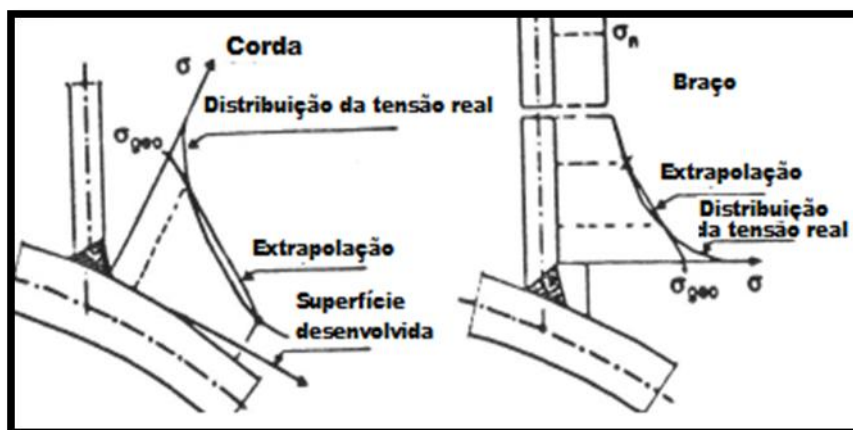 Corda
σ
Distribuição da tensão real
σgeo
Extrapolação
Superfície
desenvolvida
σn
Braço
Extrapolação
Distribuição
da tensão real
σgeo
σ